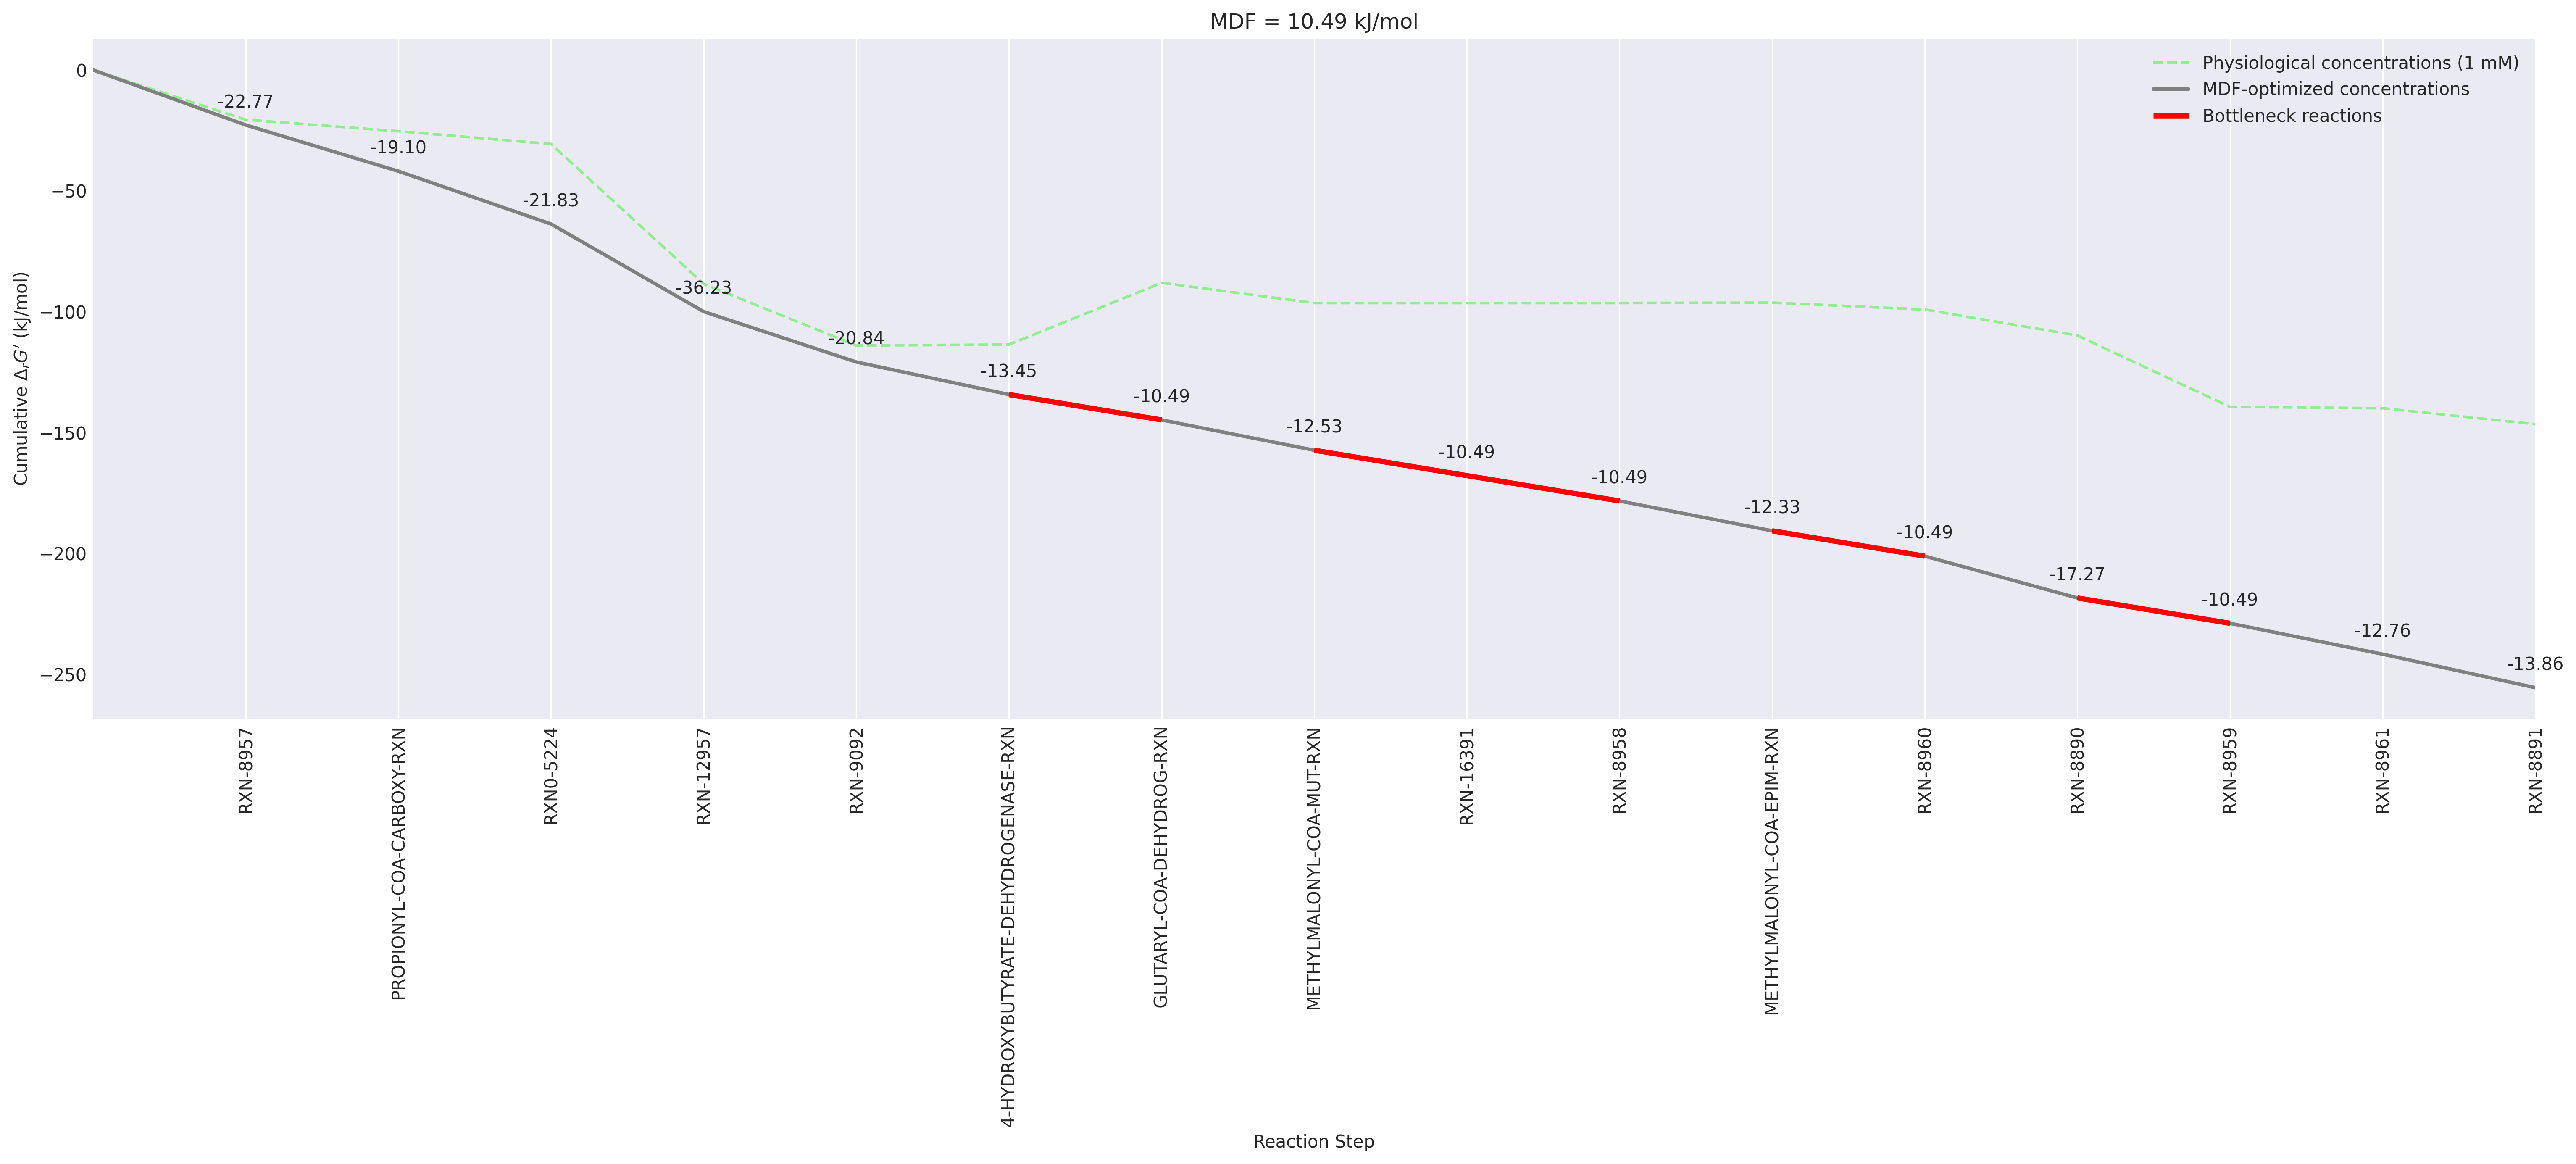 MDF = 10.49 kJ/mol
Physiological concentrations (1 mM)
MDF-optimized concentrations
Bottleneck reactions
Cumulative ΔrG′ (kJ/mol)
0
−50
−100
−150
−200
−250
-22.77
-19.10
-21.83
-36.23
-20.84
-13.45
-10.49
-12.53
-10.49
-10.49
-12.33
-10.49
-17.27
-10.49
-12.76
-13.86
RXN-8957
PROPIONYL-COA-CARBOXY-RXN
RXN0-5224
RXN-12957
RXN-9092
4-HYDROXYBUTYRATE-DEHYDROGENASE-RXN
GLUTARYL-COA-DEHYDROG-RXN
METHYLMALONYL-COA-MUT-RXN
RXN-16391
RXN-8958
METHYLMALONYL-COA-EPIM-RXN
RXN-8960
RXN-8890
RXN-8959
RXN-8961
RXN-8891
Reaction Step